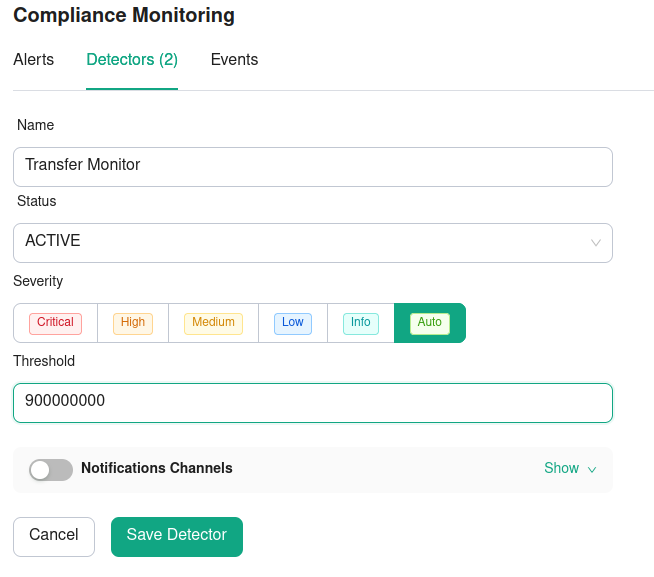 Compliance Monitoring
Alerts Detectors (2) Events
Name
Transfer Monitor
Status
ACTIVE
Severity
Critical High Medium Low Info Auto
Threshold
900000000
Notifications Channels Show
Cancel Save Detector